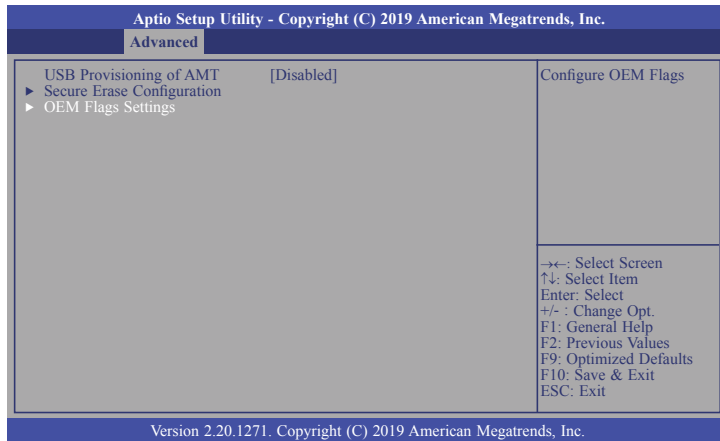 Aptio Setup Utility - Copyright (C) 2019 American Megatrends, Inc.
Advanced
USB Provisioning of AMT [Disabled]
► Secure Erase Configuration
► OEM Flags Settings
Configure OEM Flags
→←: Select Screen
↑↓: Select Item
Enter: Select
+/- : Change Opt.
F1: General Help
F2: Previous Values
F9: Optimized Defaults
F10: Save & Exit
ESC: Exit
Version 2.20.1271. Copyright (C) 2019 American Megatrends, Inc.